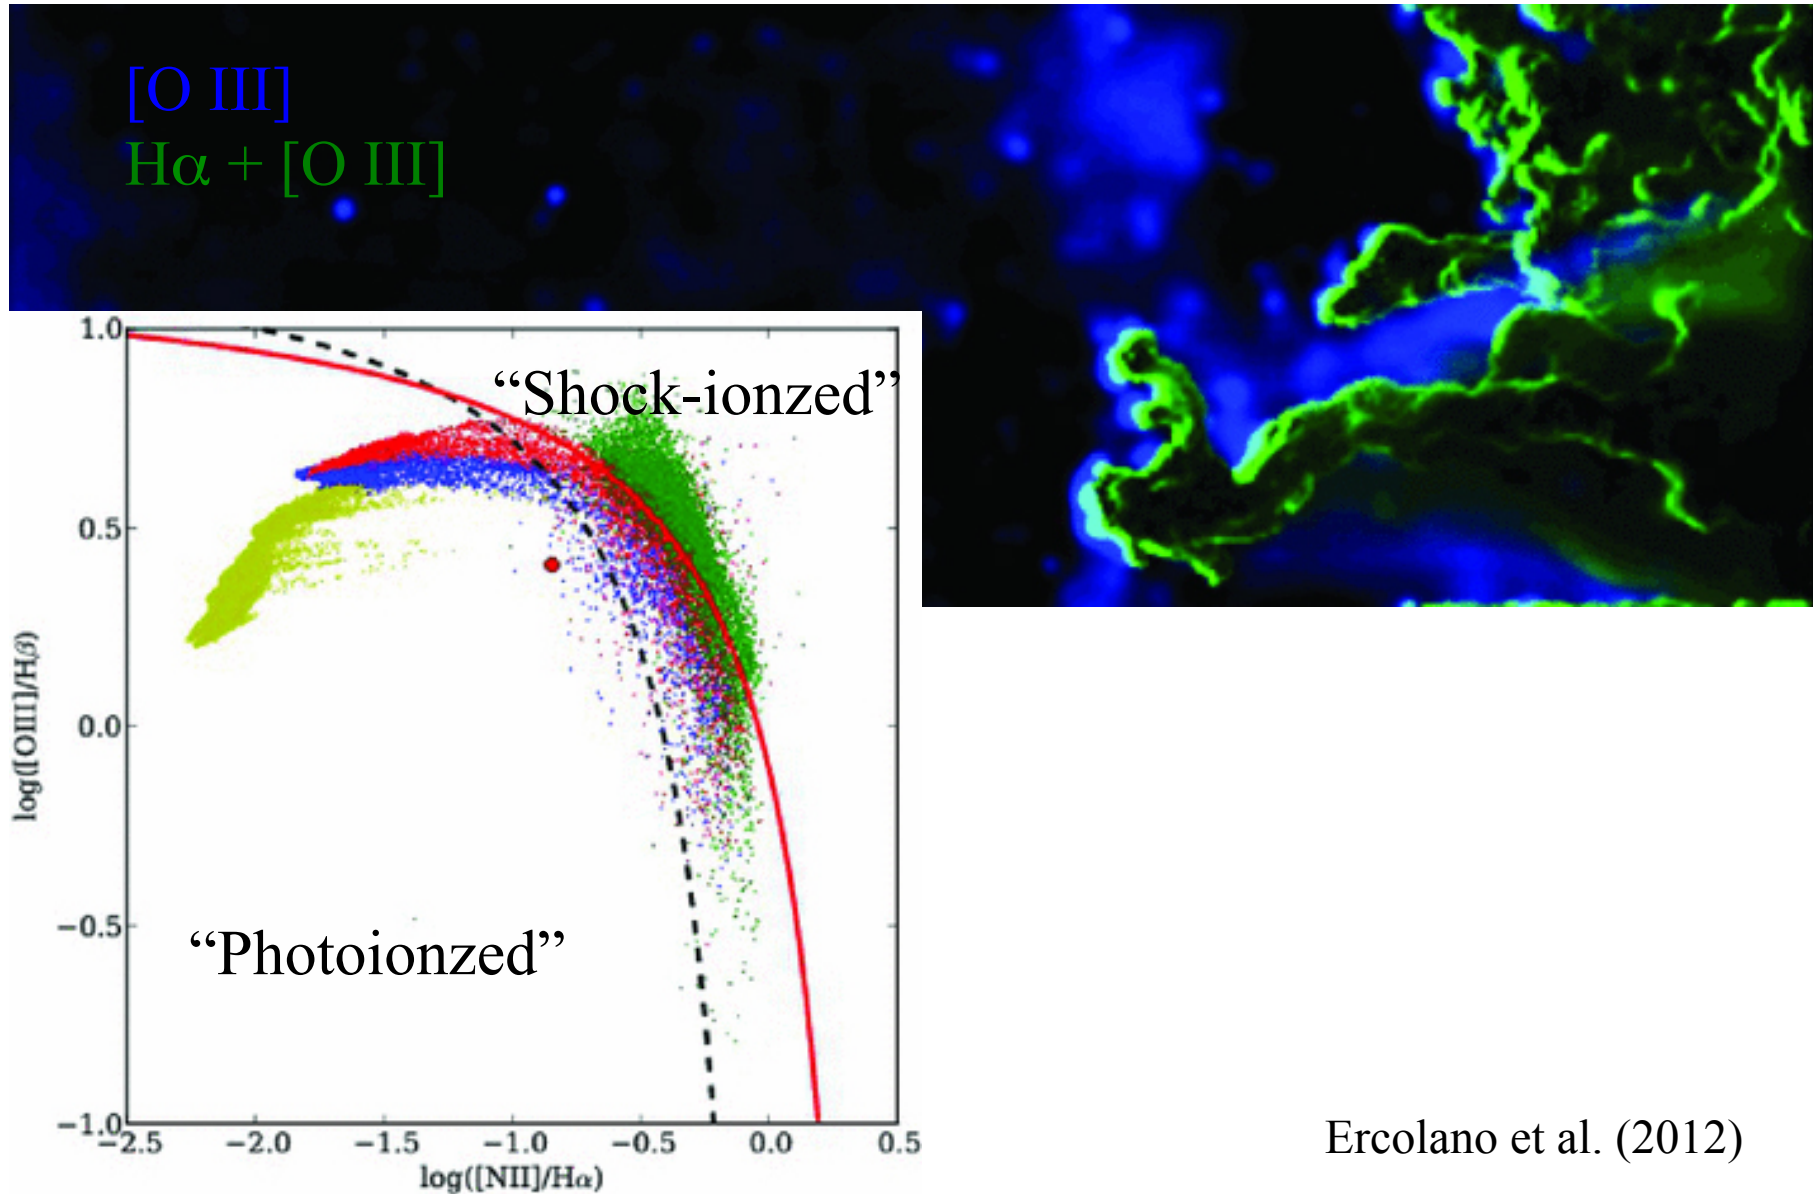 [O III]
Hα + [O III]
“Shock-ionzed”
“Photoionzed”
1.0
0.5
0.0
−0.5
−1.0
−2.5 −2.0 −1.5 −1.0 −0.5 0.0 0.5
log([OIII]/Hβ)
log([NII]/Hα)
Ercolano et al. (2012)